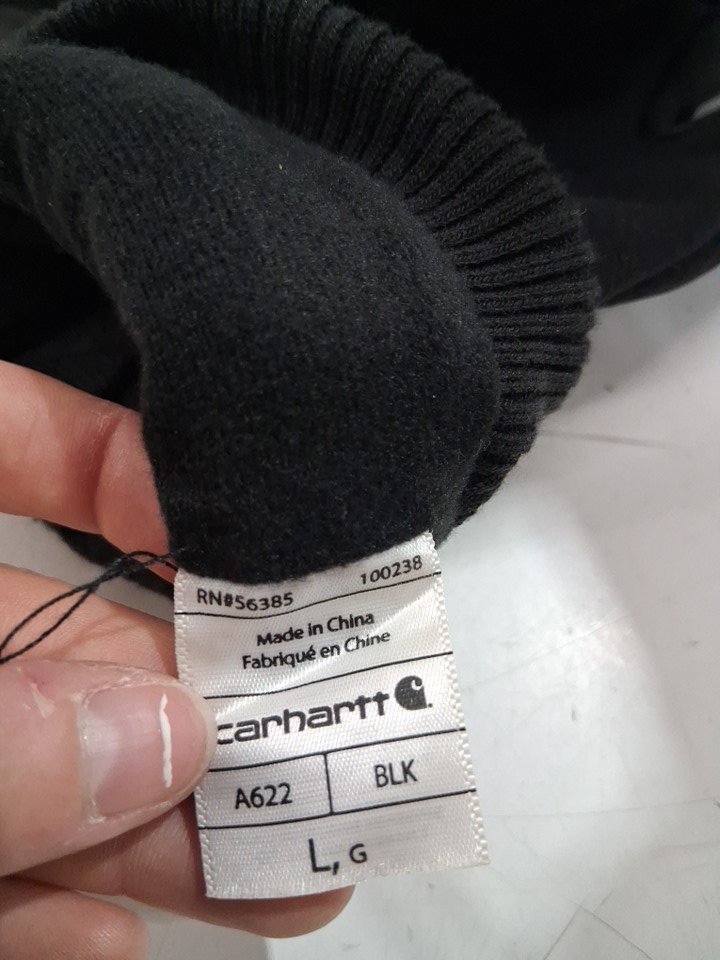 RN#56385 100238
Made in China
Fabriqué en Chine
carhartt
A622 BLK
L, G